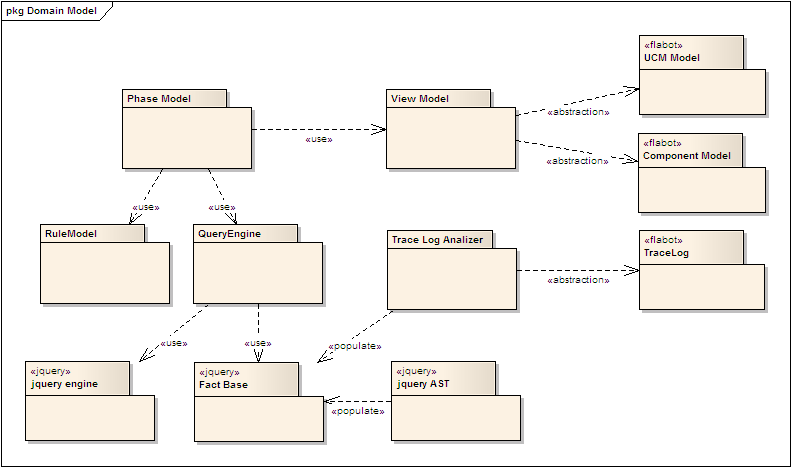 pkg Domain Model
«flabot»
UCM Model
Phase Model
View Model
«abstraction»
«use»
«flabot»
Component Model
«abstraction»
«use»
«use»
RuleModel
QueryEngine
Trace Log Analizer
«flabot»
TraceLog
«abstraction»
«use»
«use»
«populate»
«jquery»
jquery engine
«jquery»
Fact Base
«jquery»
jquery AST
«populate»